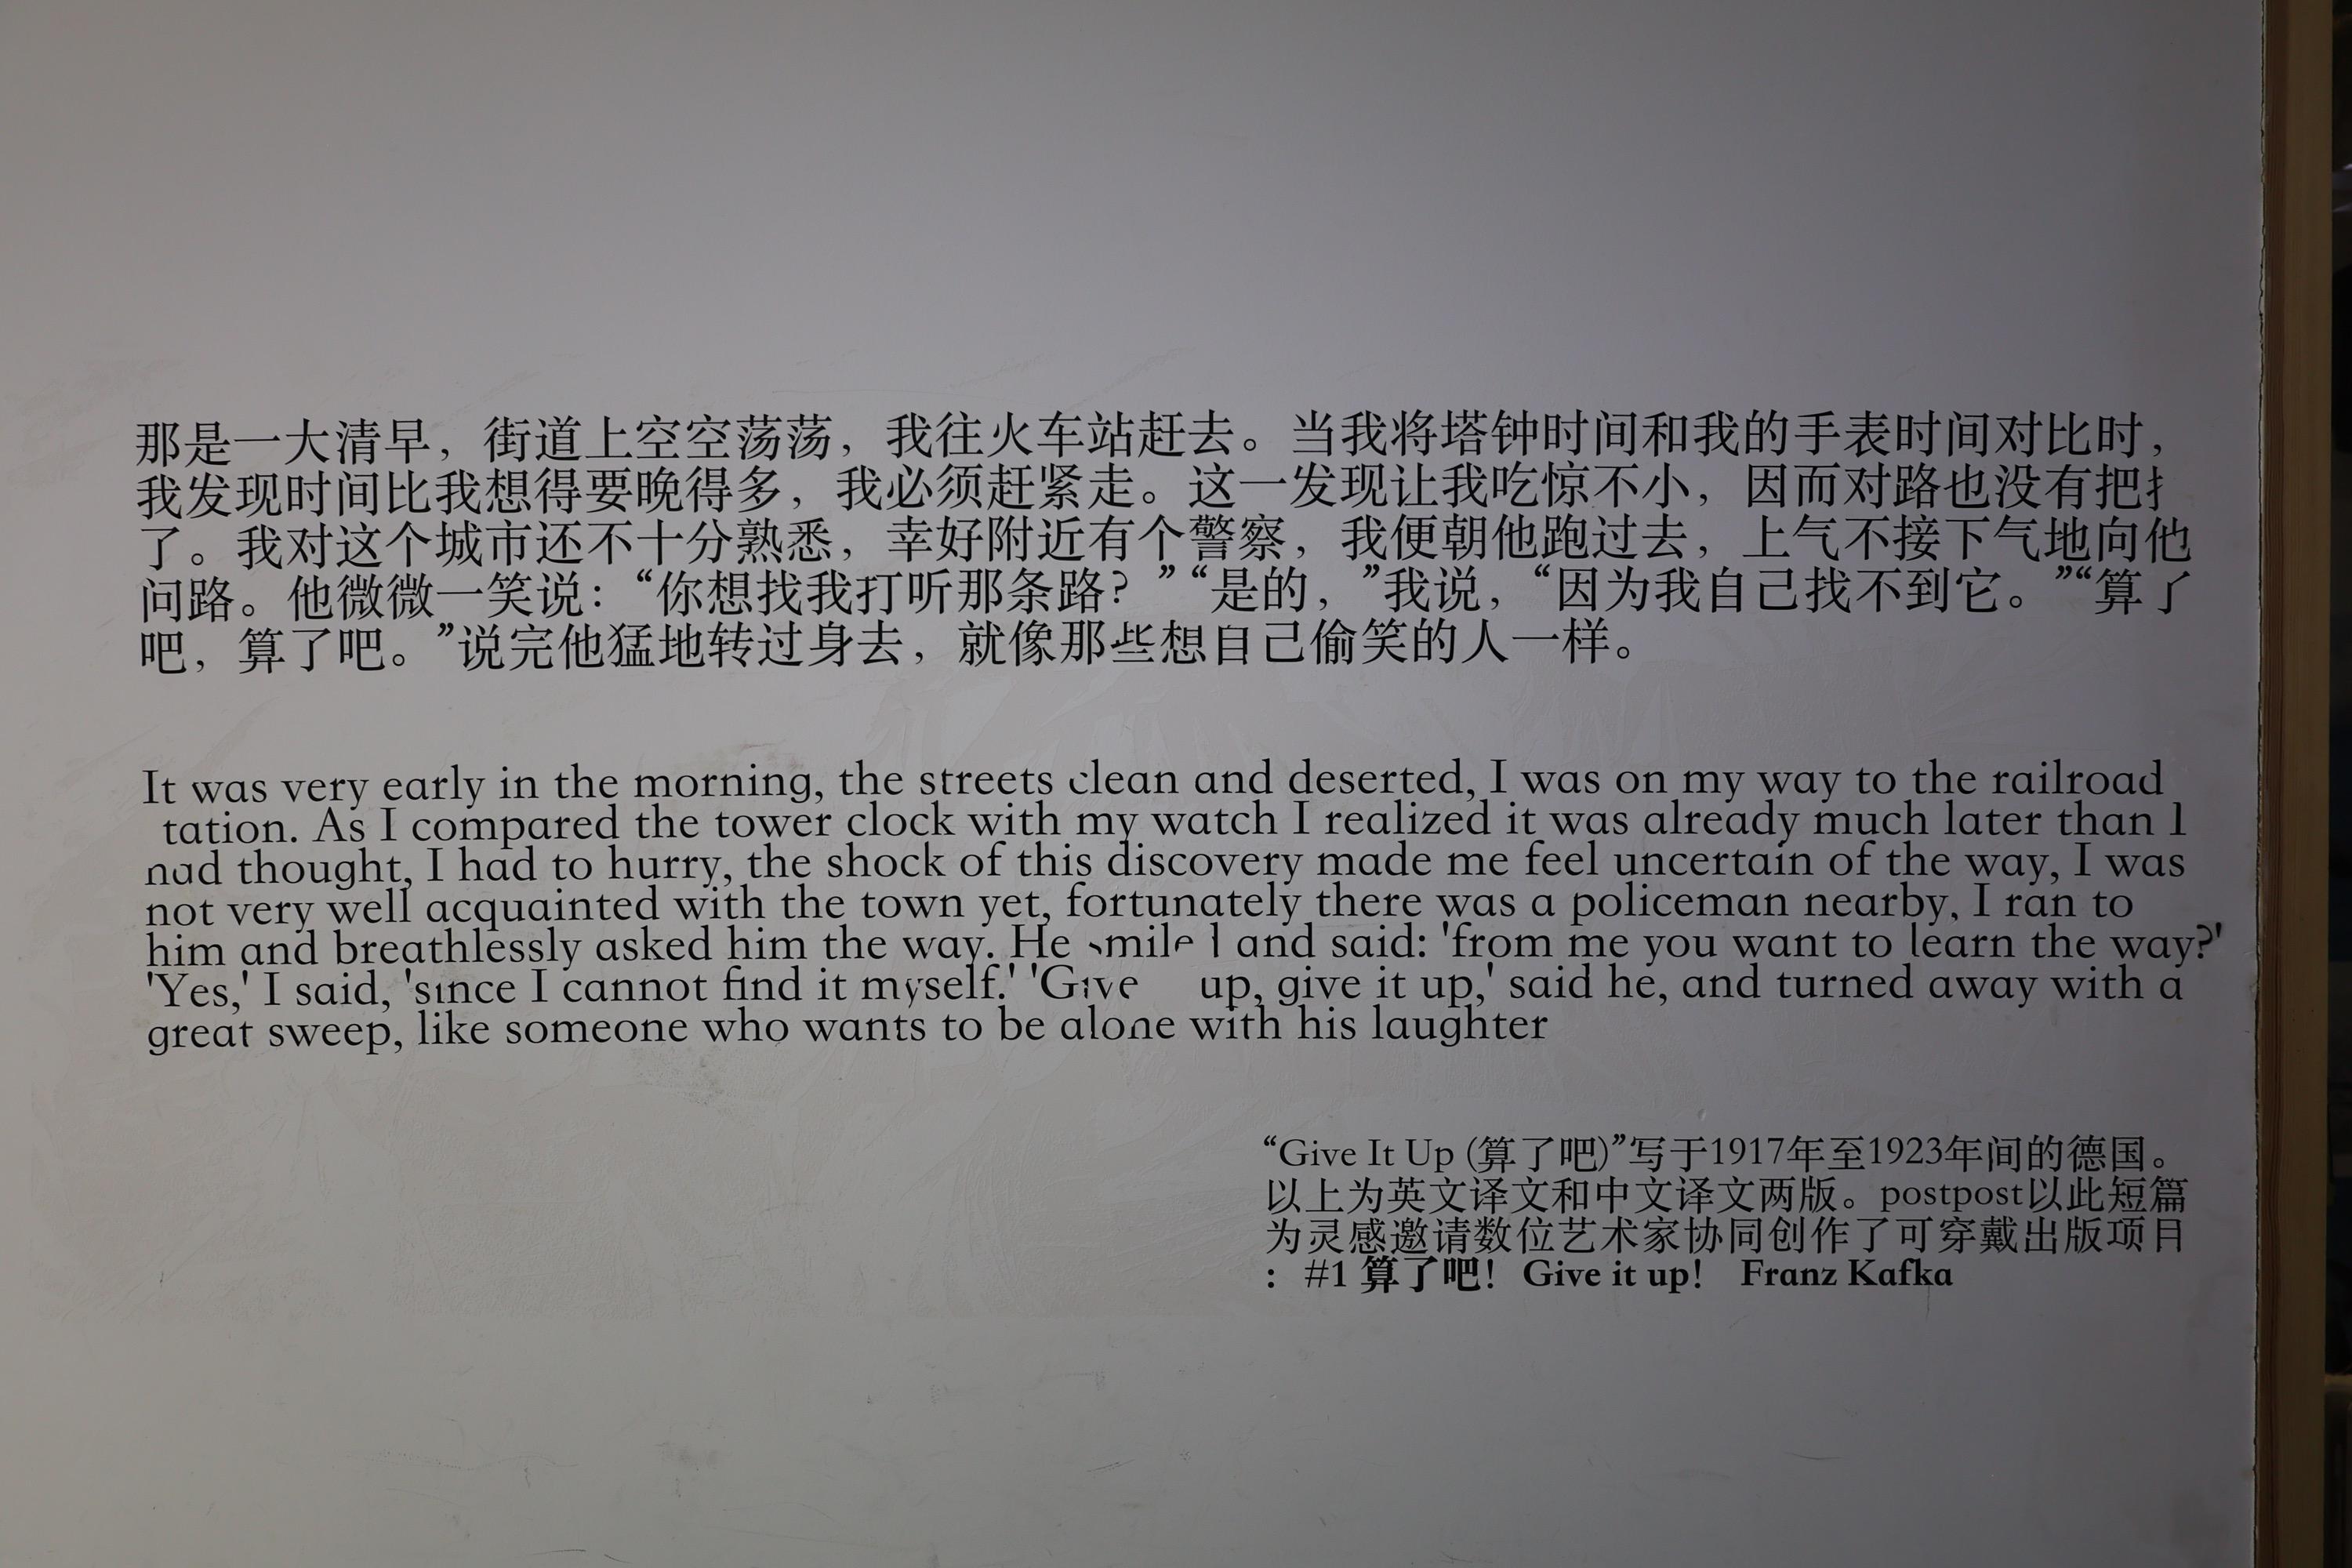 那是一大清早，街道上空空荡荡，我往火车站赶去。当我将塔钟时间和我的手表时间对比时，
我发现时间比我想得要晚得多，我必须赶紧走。这一发现让我吃惊不小，因而对路也没有把扌
了。我对这个城市还不十分熟悉，幸好附近有个警察，我便朝他跑过去，上气不接下气地向他
问路。他微微一笑说：“你想找我打听那条路？”“是的，”我说，“因为我自己找不到它。”“算了
吧，算了吧。”说完他猛地转过身去，就像那些想自己偷笑的人一样。
It was very early in the morning, the streets clean and deserted, I was on my way to the railroad
tation. As I compared the tower clock with my watch I realized it was already much later than I
had thought, I had to hurry, the shock of this discovery made me feel uncertain of the way, I was
not very well acquainted with the town yet, fortunately there was a policeman nearby, I ran to
him and breathlessly asked him the way. He smiled and said: 'from me you want to learn the way?'
'Yes,' I said, 'since I cannot find it myself.' 'Give up, give it up,' said he, and turned away with a
great sweep, like someone who wants to be alone with his laughter
“Give It Up (算了吧)”写于1917年至1923年间的德国。
以上为英文译文和中文译文两版。postpost以此短篇
为灵感邀请数位艺术家协同创作了可穿戴出版项目
：#1 算了吧！Give it up! Franz Kafka